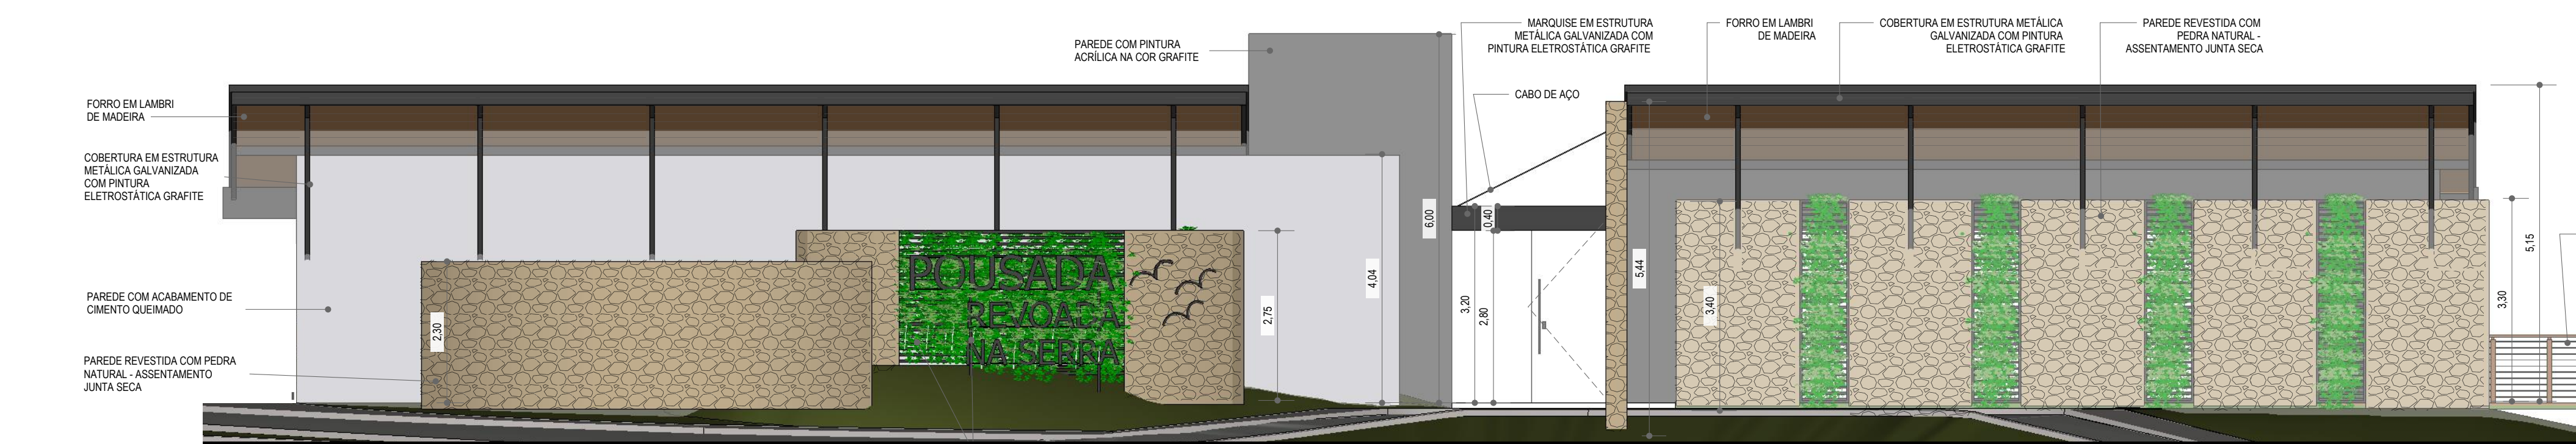 PAREDE COM PINTURA
ACRÍLICA NA COR GRAFITE
MARQUISE EM ESTRUTURA
METÁLICA GALVANIZADA COM
PINTURA ELETROSTÁTICA GRAFITE
FORRO EM LAMBRI
DE MADEIRA
COBERTURA EM ESTRUTURA METÁLICA
GALVANIZADA COM PINTURA
ELETROSTÁTICA GRAFITE
PAREDE REVESTIDA COM
PEDRA NATURAL -
ASSENTAMENTO JUNTA SECA
CABO DE AÇO
FORRO EM LAMBRI
DE MADEIRA
COBERTURA EM ESTRUTURA
METÁLICA GALVANIZADA
COM PINTURA
ELETROSTÁTICA GRAFITE
PAREDE COM ACABAMENTO DE
CIMENTO QUEIMADO
PAREDE REVESTIDA COM PEDRA
NATURAL - ASSENTAMENTO
JUNTA SECA
POUSADA
REVOADA
NA SERRA
2,30
2,75
4,04
6,00
3,20
0,40
2,80
5,44
3,40
3,30
5,15